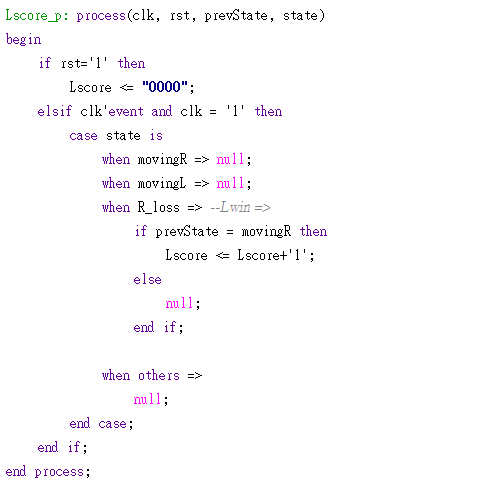 Lscore_p: process(clk, rst, prevState, state)
begin
    if rst='1' then
        Lscore <= "0000";
    elsif clk'event and clk = '1' then
        case state is
            when movingR => null;
            when movingL => null;
            when R_loss => --Lwin =>
                if prevState = movingR then
                    Lscore <= Lscore+'1';
                else
                    null;
                end if;

            when others =>
                null;
        end case;
    end if;
end process;